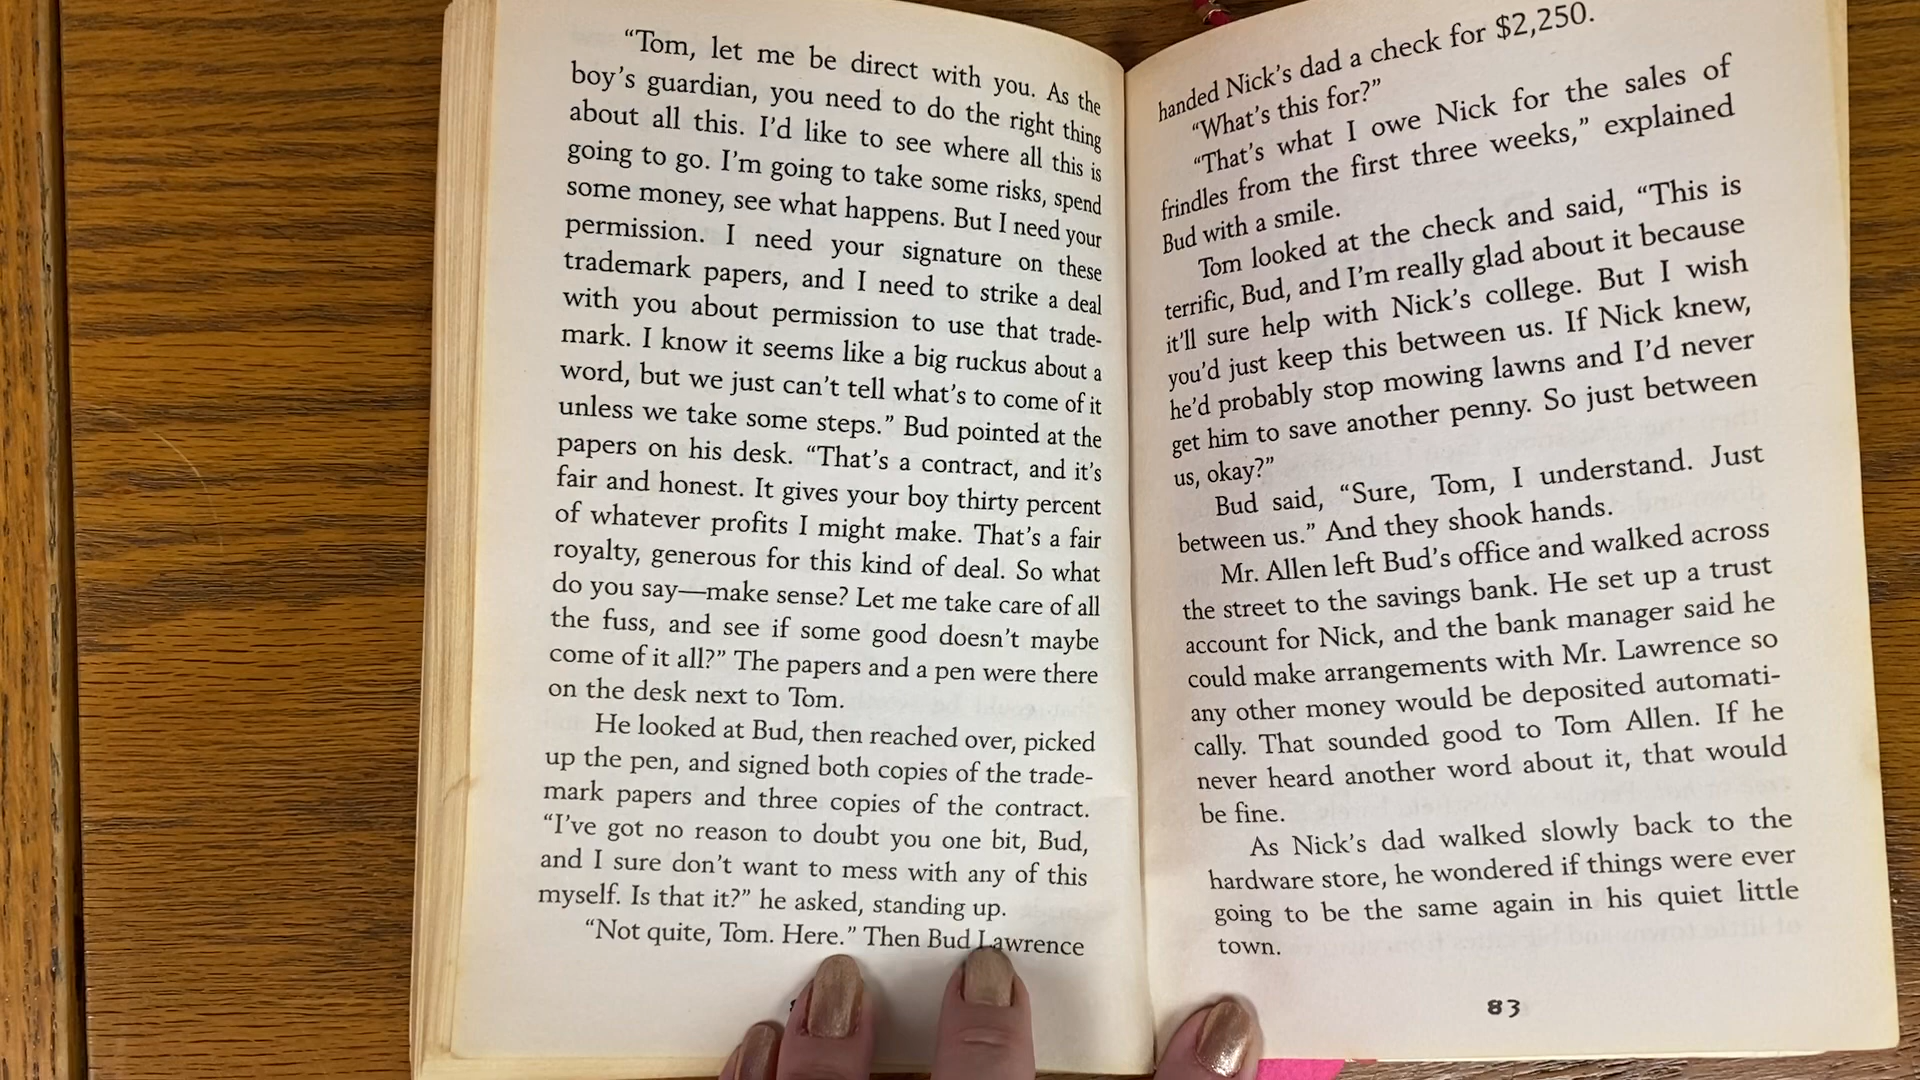 “Tom, let me be direct with you. As the
boy’s guardian, you need to do the right thing
about all this. I’d like to see where all this is
going to go. I’m going to take some risks, spend
some money, see what happens. But I need your
permission. I need your signature on these
trademark papers, and I need to strike a deal
with you about permission to use that trade-
mark. I know it seems like a big ruckus about a
word, but we just can’t tell what’s to come of it
unless we take some steps.” Bud pointed at the
papers on his desk. “That’s a contract, and it’s
fair and honest. It gives your boy thirty percent
of whatever profits I might make. That’s a fair
royalty, generous for this kind of deal. So what
do you say—make sense? Let me take care of all
the fuss, and see if some good doesn’t maybe
come of it all?” The papers and a pen were there
on the desk next to Tom.
He looked at Bud, then reached over, picked
up the pen, and signed both copies of the trade-
mark papers and three copies of the contract.
“I’ve got no reason to doubt you one bit, Bud,
and I sure don’t want to mess with any of this
myself. Is that it?” he asked, standing up.
“Not quite, Tom. Here.” Then Bud Lawrence
handed Nick’s dad a check for $2,250.
“What’s this for?”
“That’s what I owe Nick for the sales of
frindles from the first three weeks,” explained
Bud with a smile.
Tom looked at the check and said, “This is
terrific, Bud, and I’m really glad about it because
it’ll sure help with Nick’s college. But I wish
you’d just keep this between us. If Nick knew,
he’d probably stop mowing lawns and I’d never
get him to save another penny. So just between
us, okay?”
Bud said, “Sure, Tom, I understand. Just
between us.” And they shook hands.
Mr. Allen left Bud’s office and walked across
the street to the savings bank. He set up a trust
account for Nick, and the bank manager said he
could make arrangements with Mr. Lawrence so
any other money would be deposited automati-
cally. That sounded good to Tom Allen. If he
never heard another word about it, that would
be fine.
As Nick’s dad walked slowly back to the
hardware store, he wondered if things were ever
going to be the same again in his quiet little
town.
83